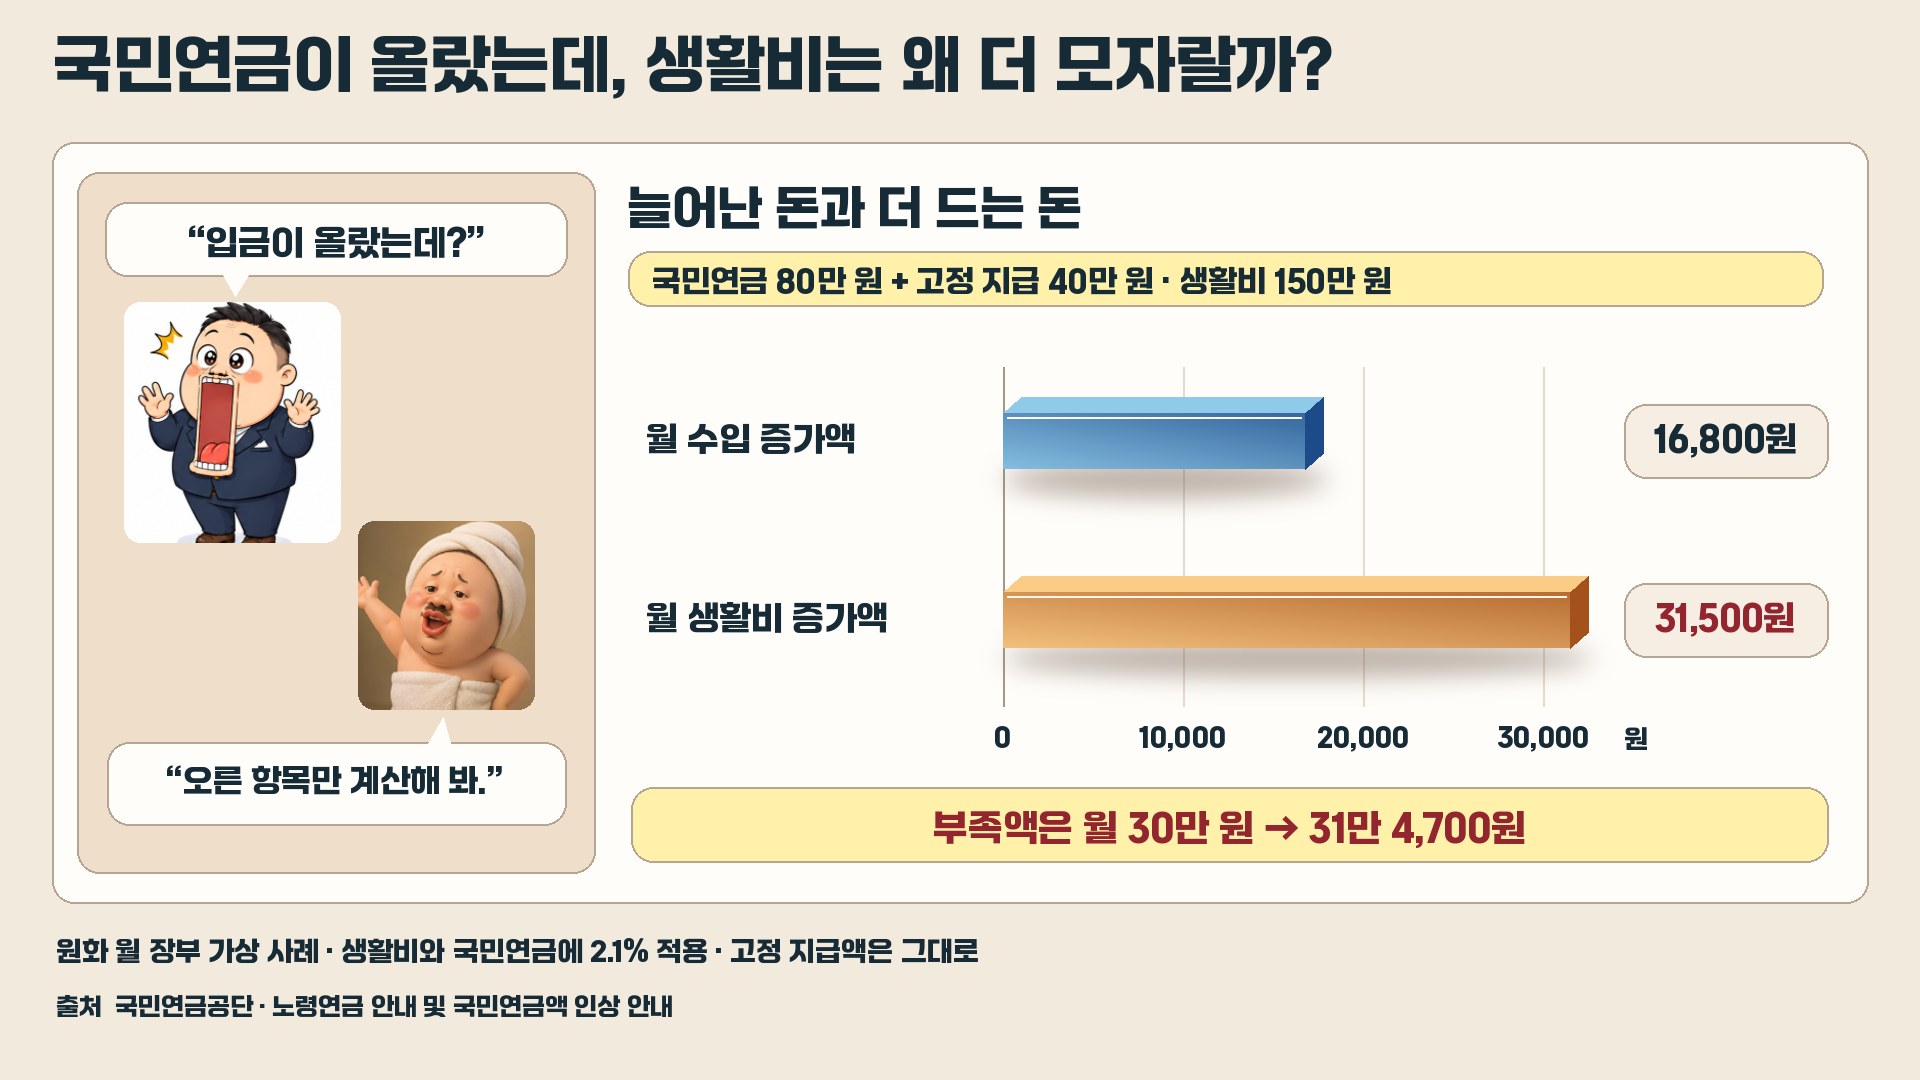 국민연금이 올랐는데, 생활비는 왜 더 모자랄까?
“입금이 올랐는데?”
“오른 항목만 계산해 봐.”
늘어난 돈과 더 드는 돈
국민연금 80만 원 + 고정 지급 40만 원 · 생활비 150만 원
월 수입 증가액
16,800원
월 생활비 증가액
31,500원
0 10,000 20,000 30,000 원
부족액은 월 30만 원 → 31만 4,700원
원화 월 장부 가상 사례 · 생활비와 국민연금에 2.1% 적용 · 고정 지급액은 그대로
출처 국민연금공단 · 노령연금 안내 및 국민연금액 인상 안내